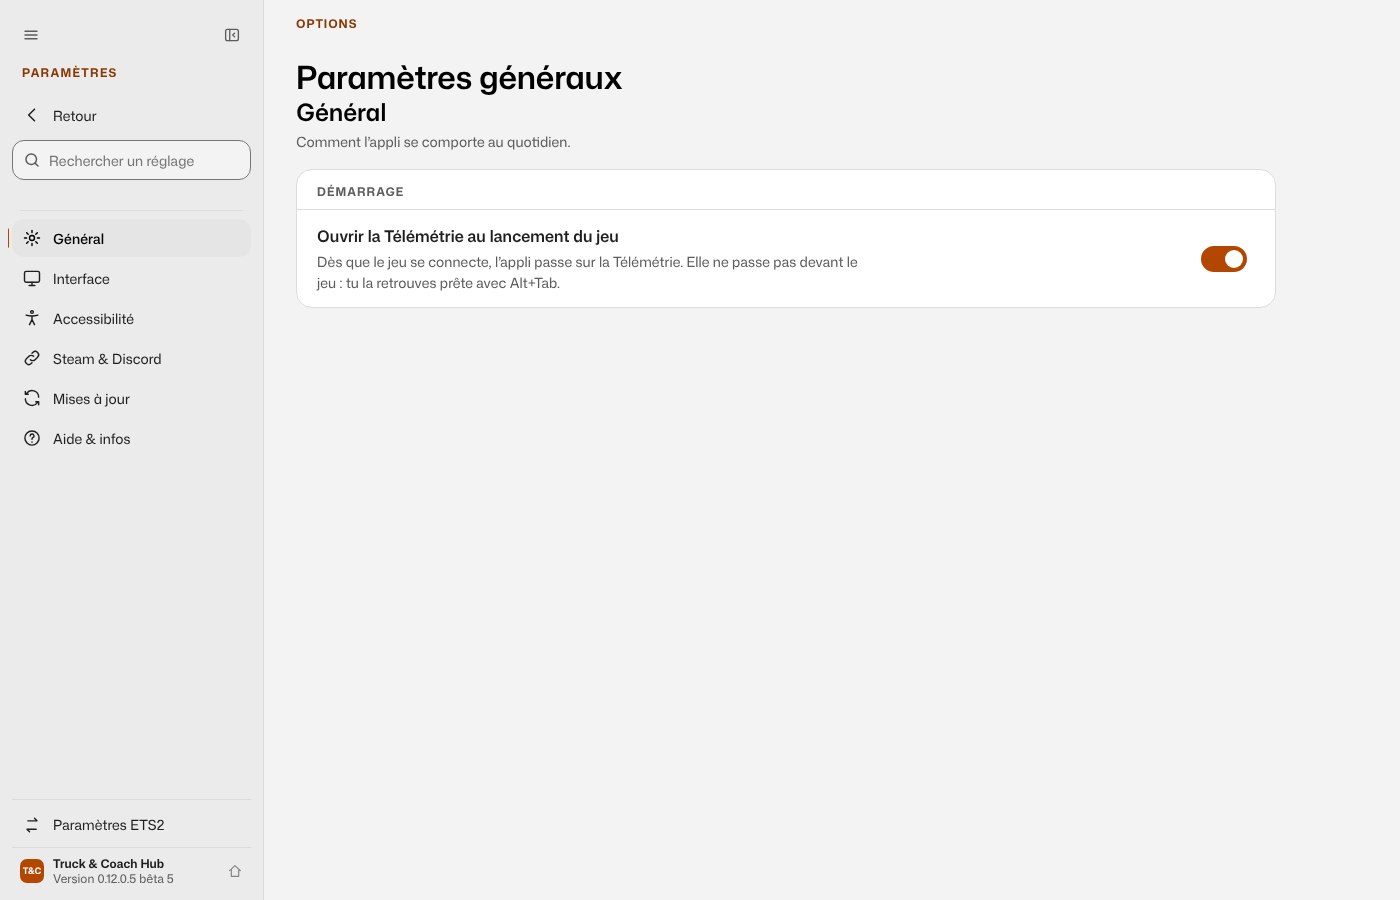 PARAMÈTRES
Retour
Rechercher un réglage
Général
Interface
Accessibilité
Steam & Discord
Mises à jour
Aide & infos
Paramètres ETS2
T&C
Truck & Coach Hub
Version 0.12.0.5 bêta 5
OPTIONS
Paramètres généraux
Général
Comment l’appli se comporte au quotidien.
DÉMARRAGE
Ouvrir la Télémétrie au lancement du jeu
Dès que le jeu se connecte, l’appli passe sur la Télémétrie. Elle ne passe pas devant le
jeu : tu la retrouves prête avec Alt+Tab.